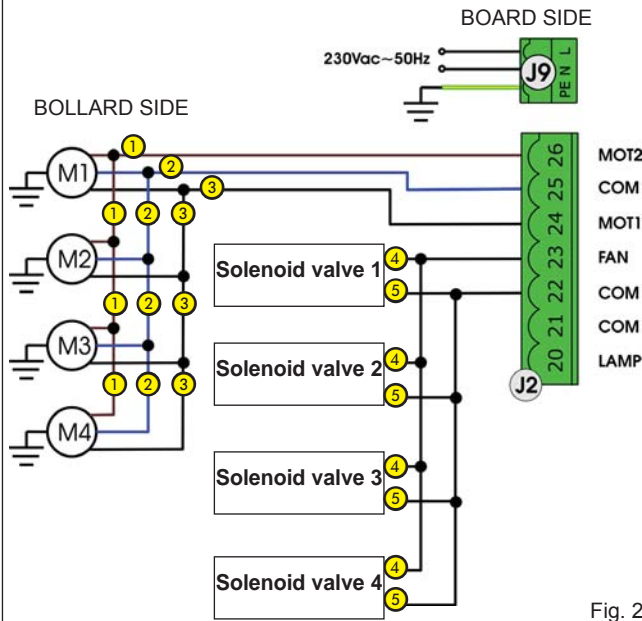 BOARD SIDE
230Vac~50Hz
J9
L
N
PE
BOLLARD SIDE
M1
1
2
3
26
MOT2
25
COM
24
MOT1
1
2
3
M2
Solenoid valve 1
4
5
23
FAN
22
COM
21
COM
20
LAMP
J2
1
2
3
M3
Solenoid valve 2
4
5
1
2
3
M4
Solenoid valve 3
4
5
Solenoid valve 4
4
5
Fig. 2